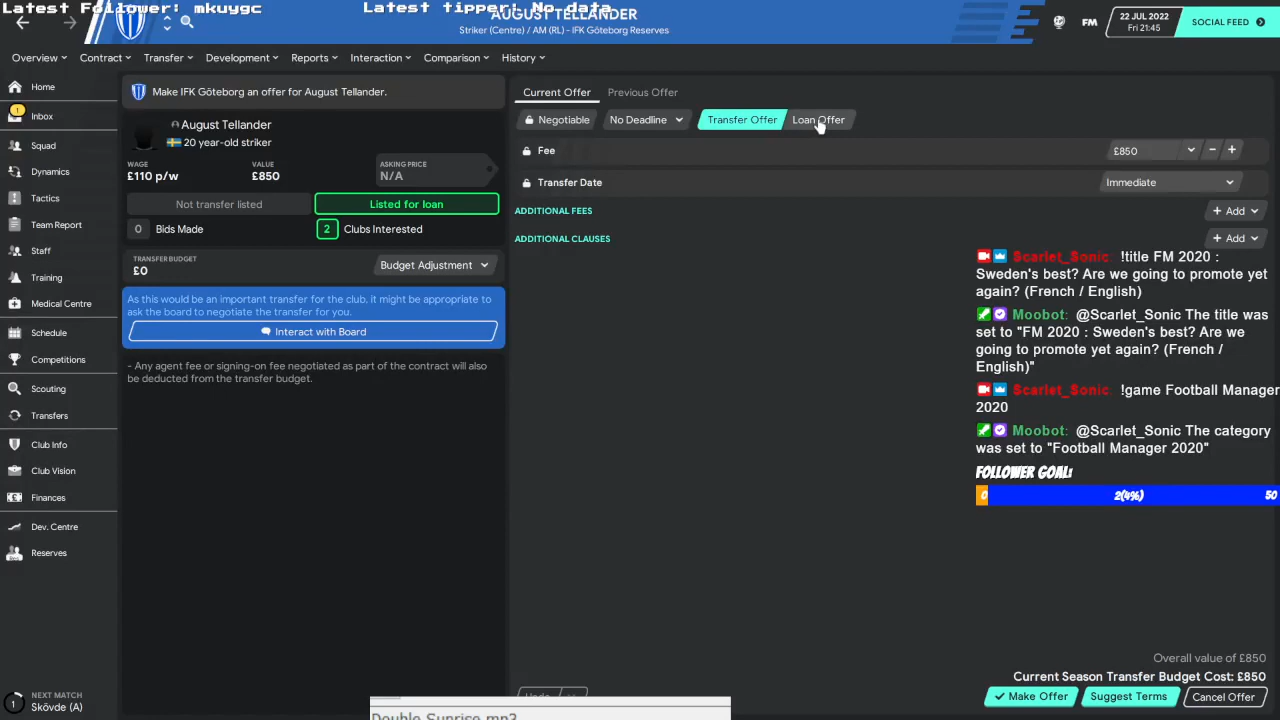 Latest Follower: mkuygc
Latest tipper: No data
AUGUST TELLANDER
Striker (Centre) / AM (RL) - IFK Göteborg Reserves
FM
22 JUL 2022
Fri 21:45
SOCIAL FEED
Overview
Contract
Transfer
Development
Reports
Interaction
Comparison
History
Home
1
Inbox
Squad
Dynamics
Tactics
Team Report
Staff
Training
Medical Centre
Schedule
Competitions
Scouting
Transfers
Club Info
Club Vision
Finances
Dev. Centre
Reserves
1
NEXT MATCH
Skövde (A)
Make IFK Göteborg an offer for August Tellander.
August Tellander
20 year-old striker
WAGE
£110 p/w
VALUE
£850
ASKING PRICE
N/A
Not transfer listed
Listed for loan
0 Bids Made
2 Clubs Interested
TRANSFER BUDGET
£0
Budget Adjustment
As this would be an important transfer for the club, it might be appropriate to
ask the board to negotiate the transfer for you.
Interact with Board
- Any agent fee or signing-on fee negotiated as part of the contract will also
be deducted from the transfer budget.
Current Offer
Previous Offer
Negotiable
No Deadline
Transfer Offer
Loan Offer
Fee
£850
Transfer Date
Immediate
ADDITIONAL FEES
+ Add
ADDITIONAL CLAUSES
+ Add
Scarlet_Sonic: !title FM 2020 :
Sweden's best? Are we going to promote yet
again? (French / English)
Moobot: @Scarlet_Sonic The title was
set to "FM 2020 : Sweden's best? Are we
going to promote yet again? (French /
English)"
Scarlet_Sonic: !game Football Manager
2020
Moobot: @Scarlet_Sonic The category
was set to "Football Manager 2020"
FOLLOWER GOAL:
0
2(4%)
50
Overall value of £850
Current Season Transfer Budget Cost: £850
Undo
Make Offer
Suggest Terms
Cancel Offer
Double Sunrise.mp3